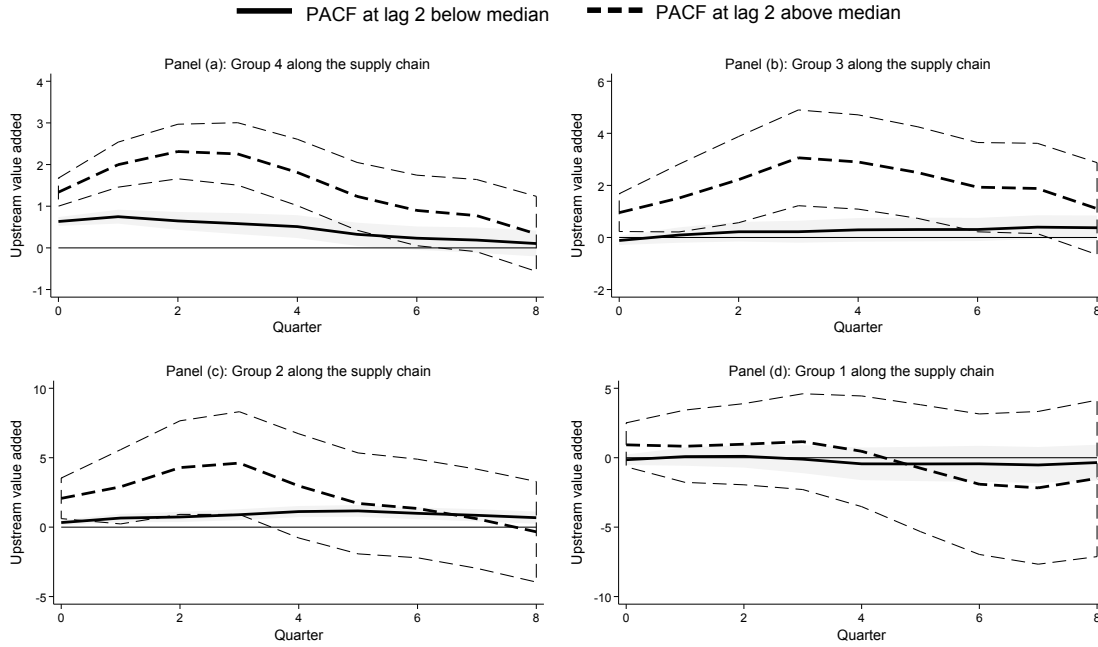 PACF at lag 2 below median PACF at lag 2 above median
Panel (a): Group 4 along the supply chain
Upstream value added
4
3
2
1
0
-1
0 2 4 6 8
Quarter
Panel (b): Group 3 along the supply chain
Upstream value added
6
4
2
0
-2
0 2 4 6 8
Quarter
Panel (c): Group 2 along the supply chain
Upstream value added
10
5
0
-5
0 2 4 6 8
Quarter
Panel (d): Group 1 along the supply chain
Upstream value added
5
0
-5
-10
0 2 4 6 8
Quarter